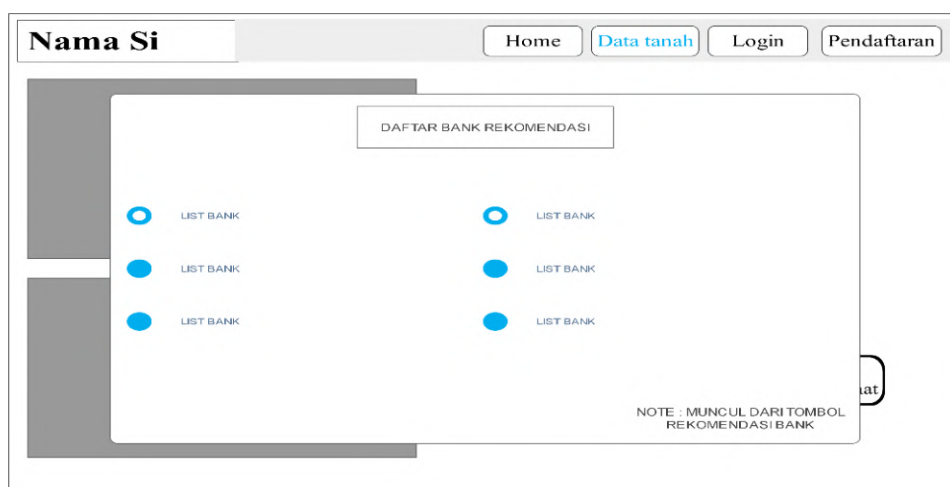 Nama Si
Home
Data tanah
Login
Pendaftaran
DAFTAR BANK REKOMENDASI
LIST BANK
LIST BANK
LIST BANK
LIST BANK
LIST BANK
LIST BANK
NOTE : MUNCUL DARI TOMBOL
REKOMENDASI BANK